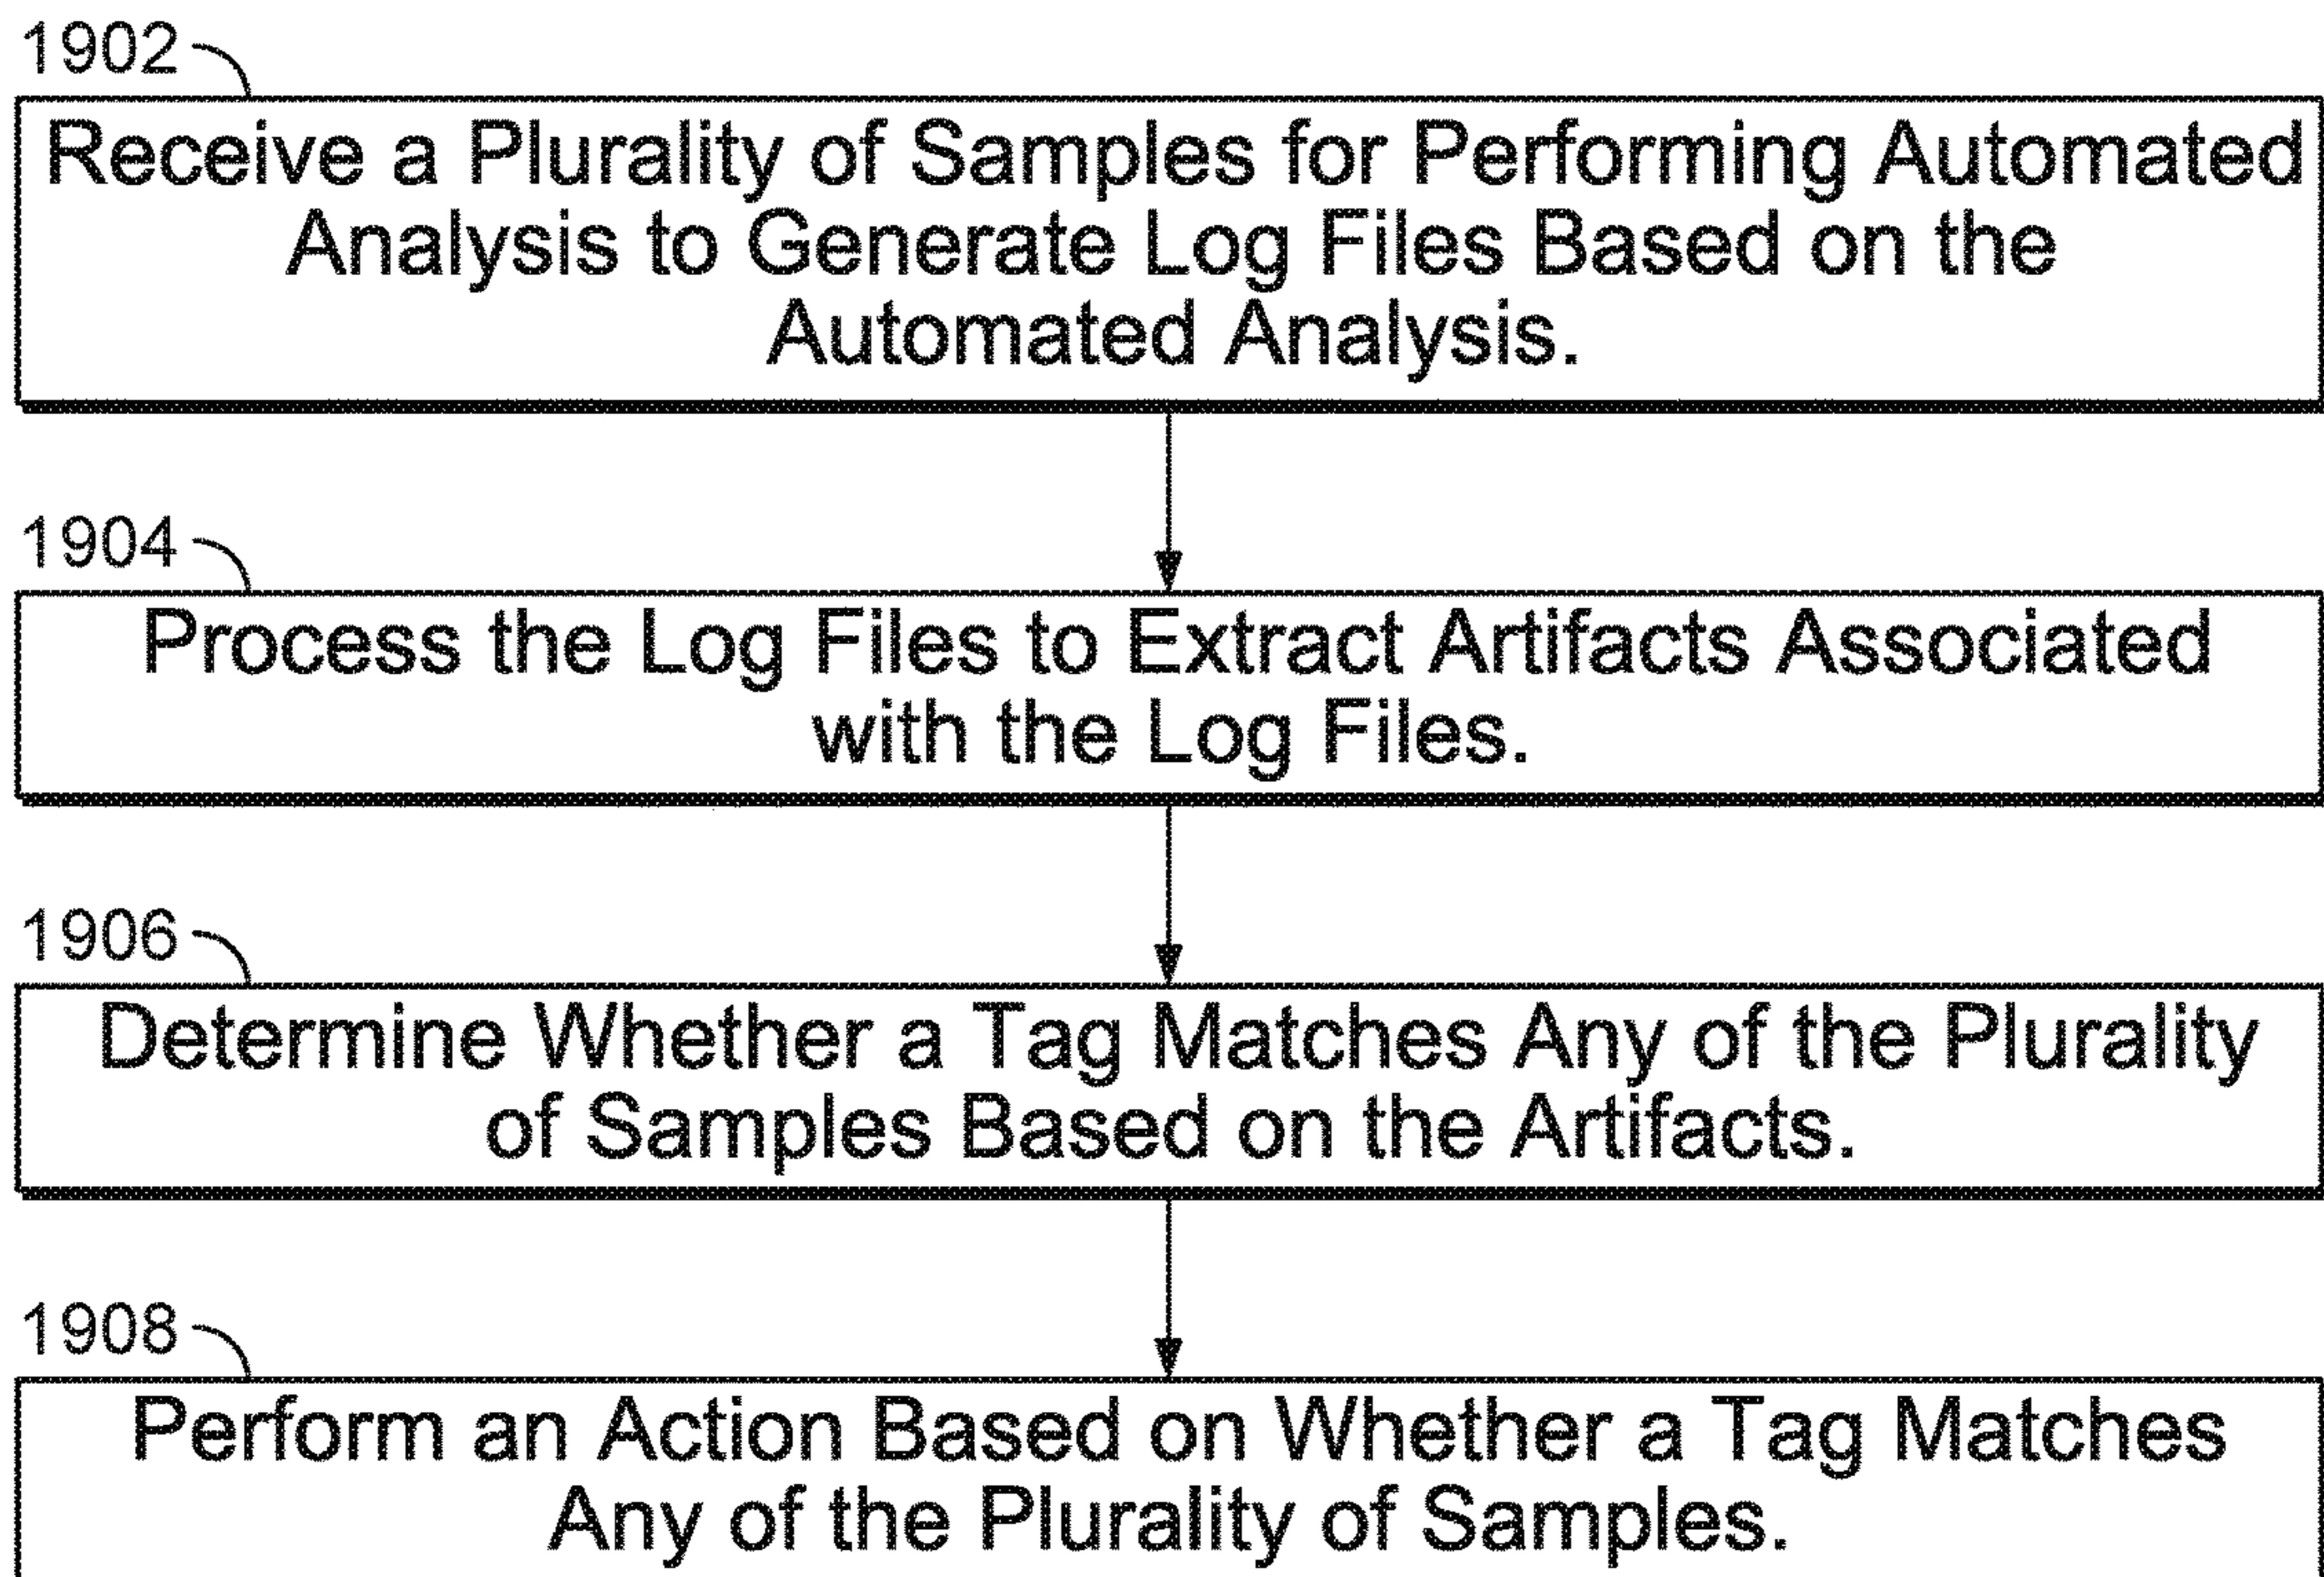 1902
Receive a Plurality of Samples for Performing Automated
Analysis to Generate Log Files Based on the
Automated Analysis.
1904
Process the Log Files to Extract Artifacts Associated
with the Log Files.
1906
Determine Whether a Tag Matches Any of the Plurality
of Samples Based on the Artifacts.
1908
Perform an Action Based on Whether a Tag Matches
Any of the Plurality of Samples.